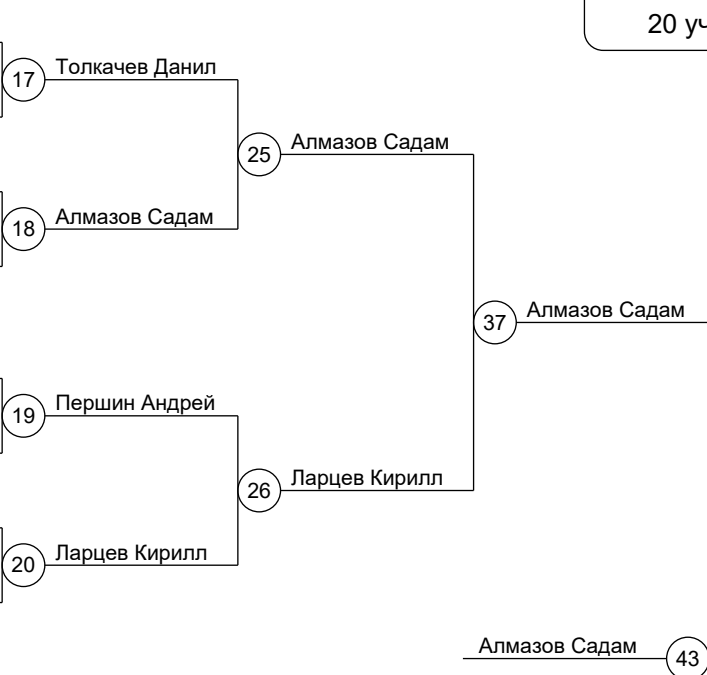 20 уч
17 Толкачев Данил
25 Алмазов Садам
18 Алмазов Садам
37 Алмазов Садам
19 Першин Андрей
26 Ларцев Кирилл
20 Ларцев Кирилл
Алмазов Садам 43